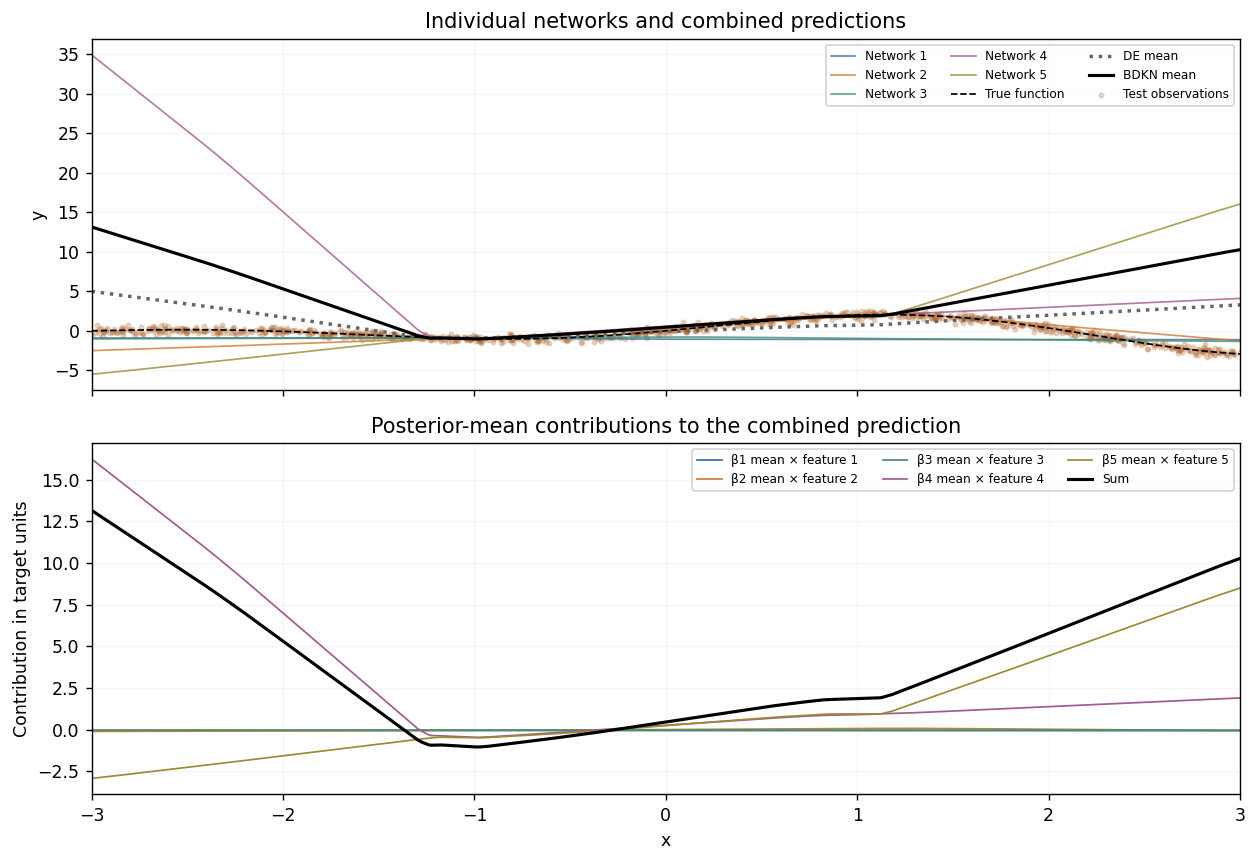 Individual networks and combined predictions
Network 1
Network 2
Network 3
Network 4
Network 5
True function
DE mean
BDKN mean
Test observations
35
30
25
20
15
10
5
0
−5
y
Posterior-mean contributions to the combined prediction
β1 mean × feature 1
β2 mean × feature 2
β3 mean × feature 3
β4 mean × feature 4
β5 mean × feature 5
Sum
15.0
12.5
10.0
7.5
5.0
2.5
0.0
−2.5
Contribution in target units
−3
−2
−1
0
1
2
3
x